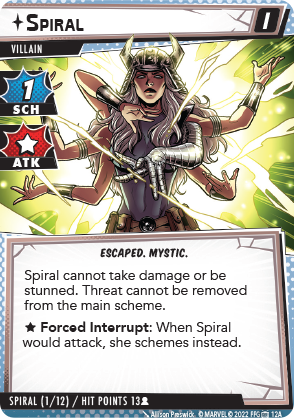 SPIRAL
I
VILLAIN
1
SCH
ATK
ESCAPED. MYSTIC.
Spiral cannot take damage or be
stunned. Threat cannot be removed
from the main scheme.
★ Forced Interrupt: When Spiral
would attack, she schemes instead.
SPIRAL (1/12) / HIT POINTS 13
Allison Preswick. © MARVEL © 2022 FFG 12A